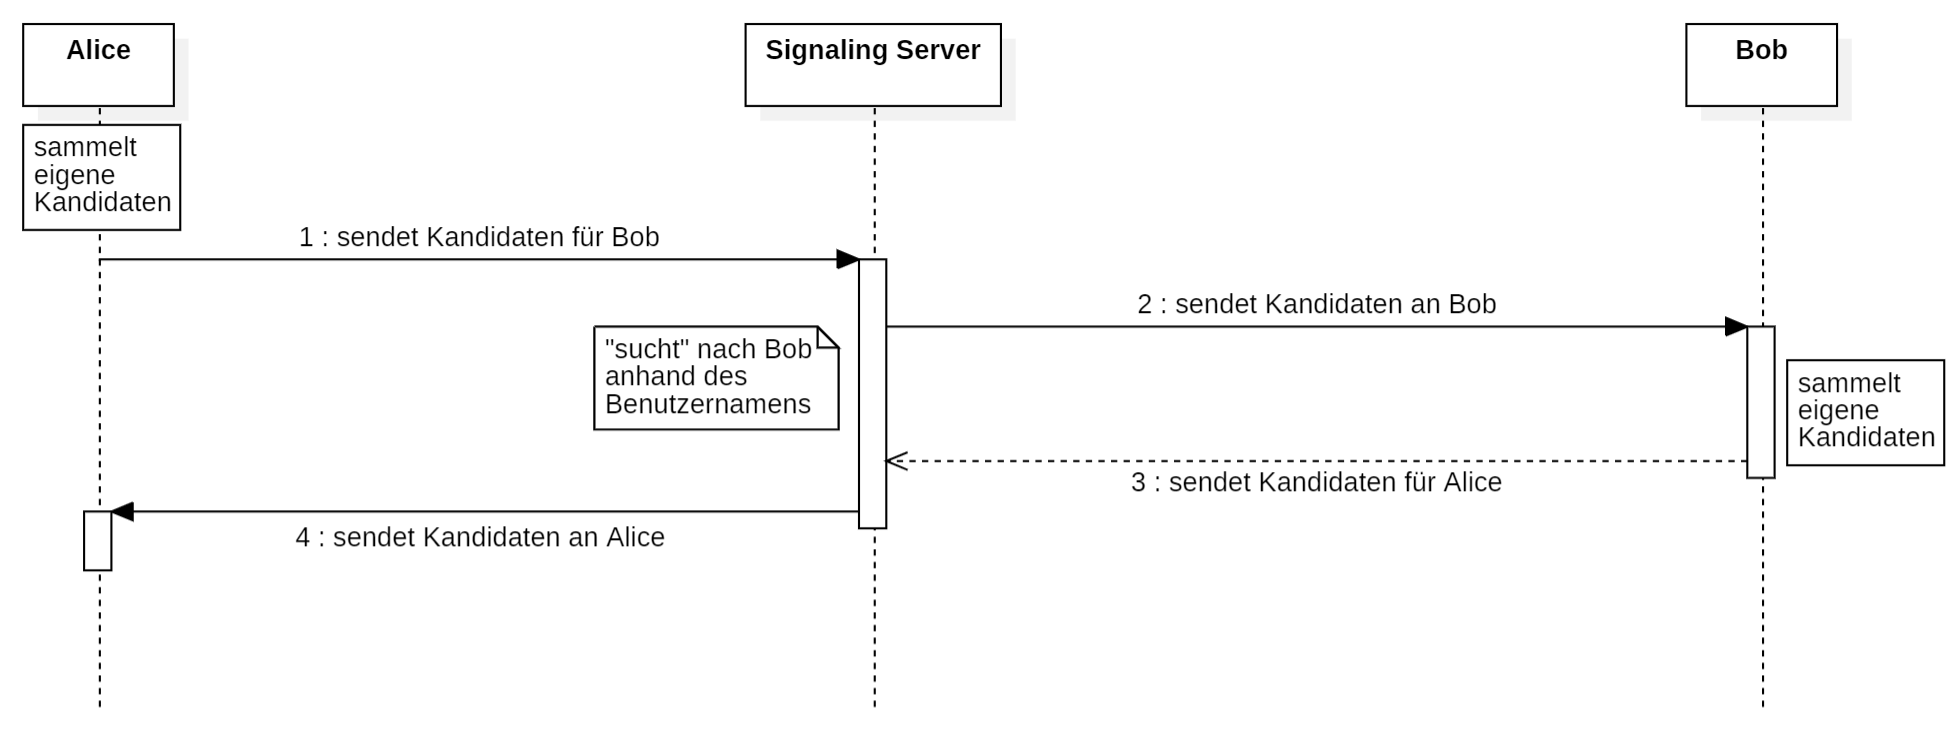 Alice
Signaling Server
Bob
sammelt
eigene
Kandidaten
1 : sendet Kandidaten für Bob
2 : sendet Kandidaten an Bob
"sucht" nach Bob
anhand des
Benutzernamens
sammelt
eigene
Kandidaten
3 : sendet Kandidaten für Alice
4 : sendet Kandidaten an Alice